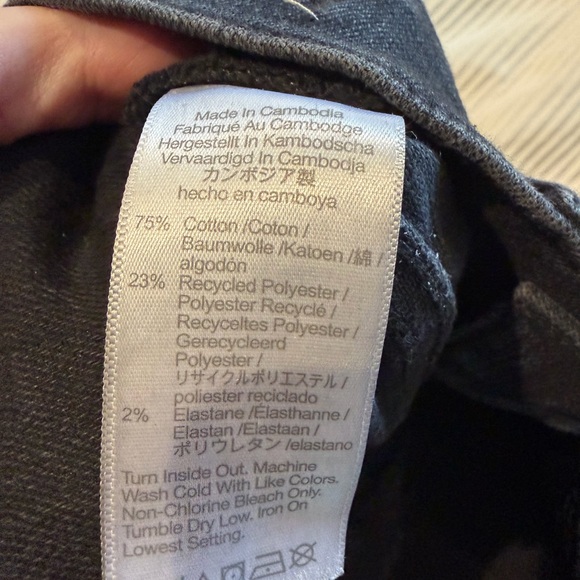 Made In Cambodia
Fabriqué Au Cambodge
Hergestellt In Kambodscha
Vervaardigd In Cambodja
カンボジア製
hecho en camboya
75% Cotton /Coton /
Baumwolle /Katoen /綿 /
algodón
23% Recycled Polyester /
Polyester Recyclé /
Recyceltes Polyester /
Gerecycleerd
Polyester /
リサイクルポリエステル /
poliester reciclado
2% Elastane /Élasthanne /
Elastan /Elastaan /
ポリウレタン /elastano
Turn Inside Out. Machine
Wash Cold With Like Colors.
Non-Chlorine Bleach Only.
Tumble Dry Low. Iron On
Lowest Setting.